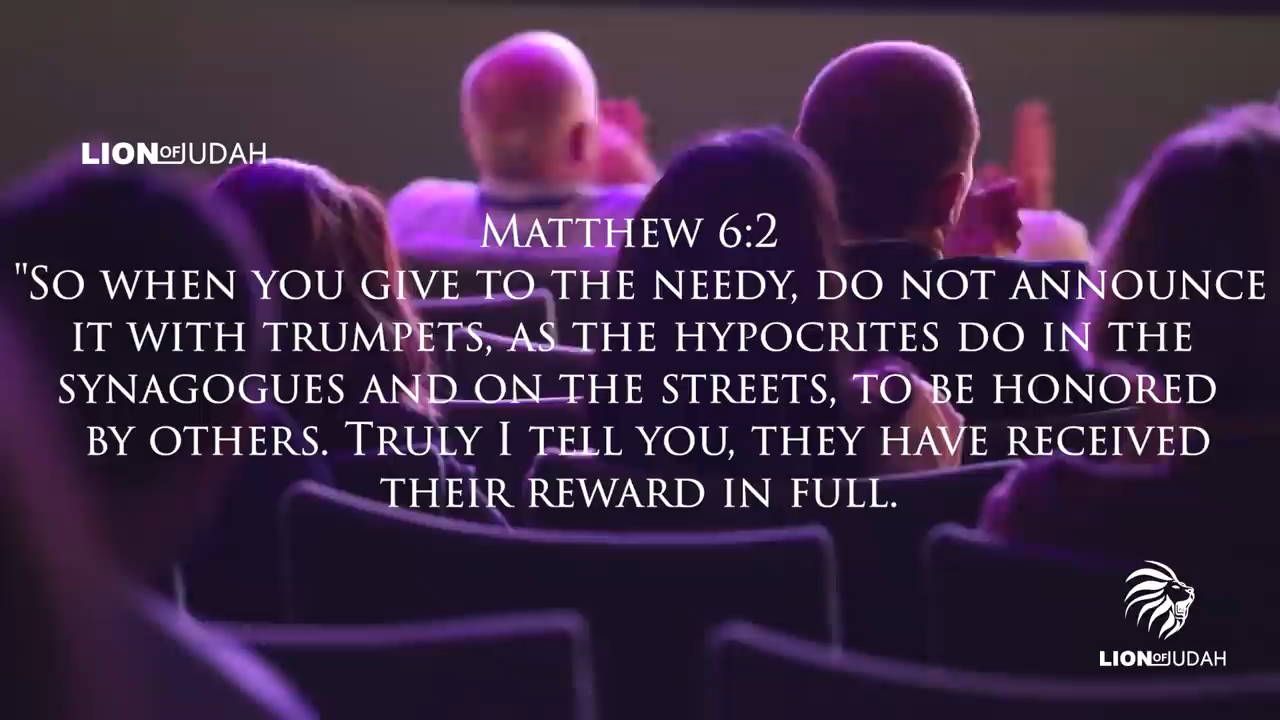 LION OF JUDAH
MATTHEW 6:2
"SO WHEN YOU GIVE TO THE NEEDY, DO NOT ANNOUNCE
IT WITH TRUMPETS, AS THE HYPOCRITES DO IN THE
SYNAGOGUES AND ON THE STREETS, TO BE HONORED
BY OTHERS. TRULY I TELL YOU, THEY HAVE RECEIVED
THEIR REWARD IN FULL.
LION OF JUDAH